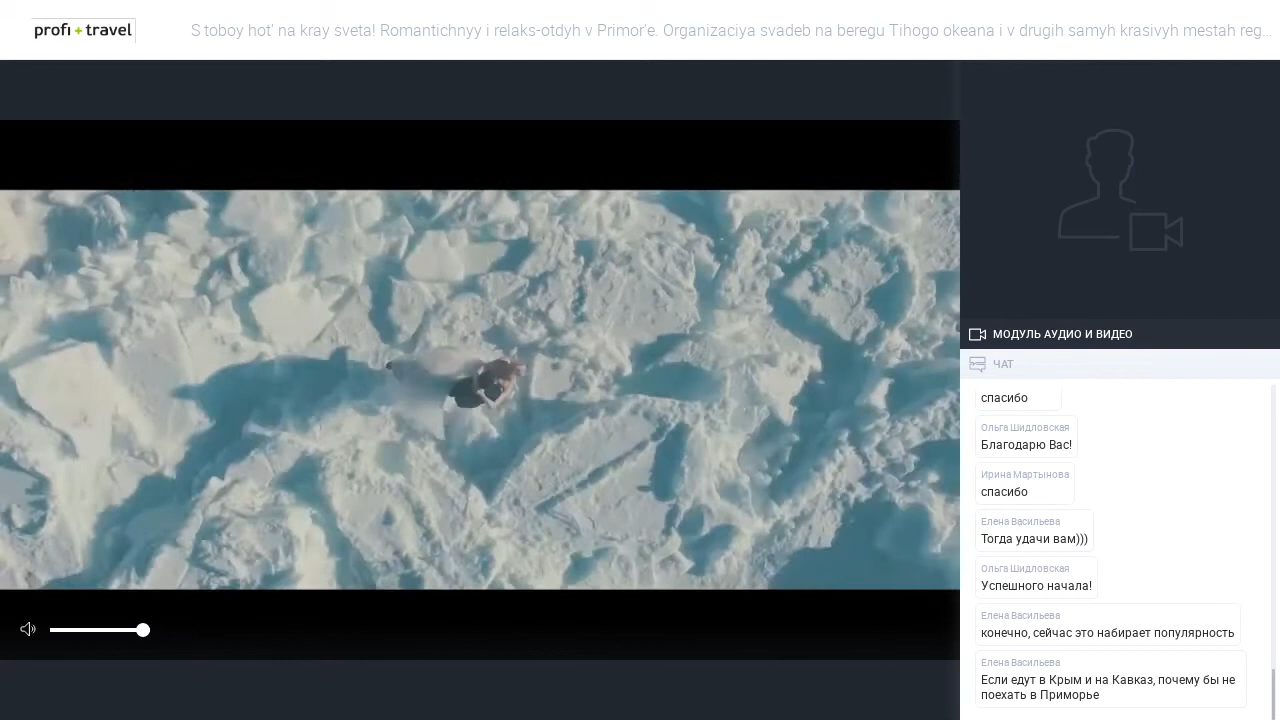 profi + travel
S toboy hot' na kray sveta! Romantichnyy i relaks-otdyh v Primor'e. Organizaciya svadeb na beregu Tihogo okeana i v drugih samyh krasivyh mestah reg...
МОДУЛЬ АУДИО И ВИДЕО
ЧАТ
спасибо
Ольга Шидловская
Благодарю Вас!
Ирина Мартынова
спасибо
Елена Васильева
Тогда удачи вам)))
Ольга Шидловская
Успешного начала!
Елена Васильева
конечно, сейчас это набирает популярность
Елена Васильева
Если едут в Крым и на Кавказ, почему бы не
поехать в Приморье